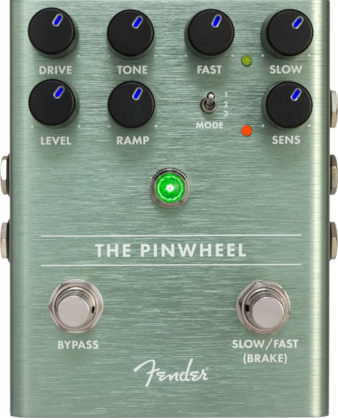 DRIVE
TONE
FAST
SLOW
LEVEL
RAMP
1
2
3
MODE
SENS
THE PINWHEEL
BYPASS
SLOW/FAST
(BRAKE)
Fender